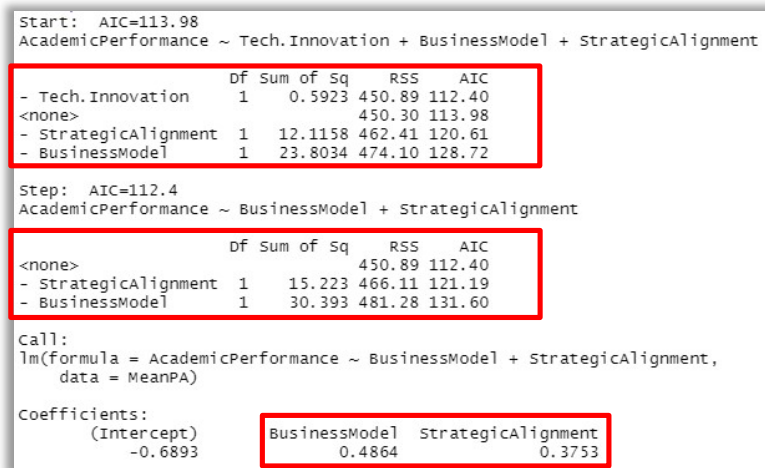 Start:  AIC=113.98
AcademicPerformance ~ Tech.Innovation + BusinessModel + StrategicAlignment
Df Sum of Sq    RSS    AIC
- Tech.Innovation     1    0.5923 450.89 112.40
<none>                            450.30 113.98
- StrategicAlignment  1   12.1158 462.41 120.61
- BusinessModel       1   23.8034 474.10 128.72
Step:  AIC=112.4
AcademicPerformance ~ BusinessModel + StrategicAlignment
Df Sum of Sq    RSS    AIC
<none>                            450.89 112.40
- StrategicAlignment  1    15.223 466.11 121.19
- BusinessModel       1    30.393 481.28 131.60
Call:
lm(formula = AcademicPerformance ~ BusinessModel + StrategicAlignment,
data = MeanPA)
Coefficients:
(Intercept)       BusinessModel  StrategicAlignment
-0.6893              0.4864              0.3753